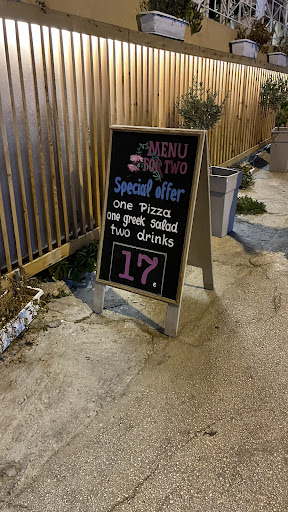 MENU
FOR TWO
Special offer
one Pizza
one greek salad
two drinks
17 €